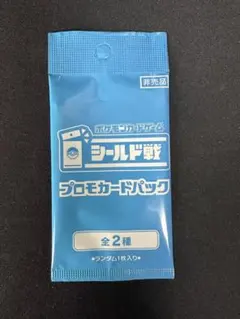 非売品
ポケモンカードゲーム
シールド戦
プロモカードパック
全2種
●ランダム1枚入り●